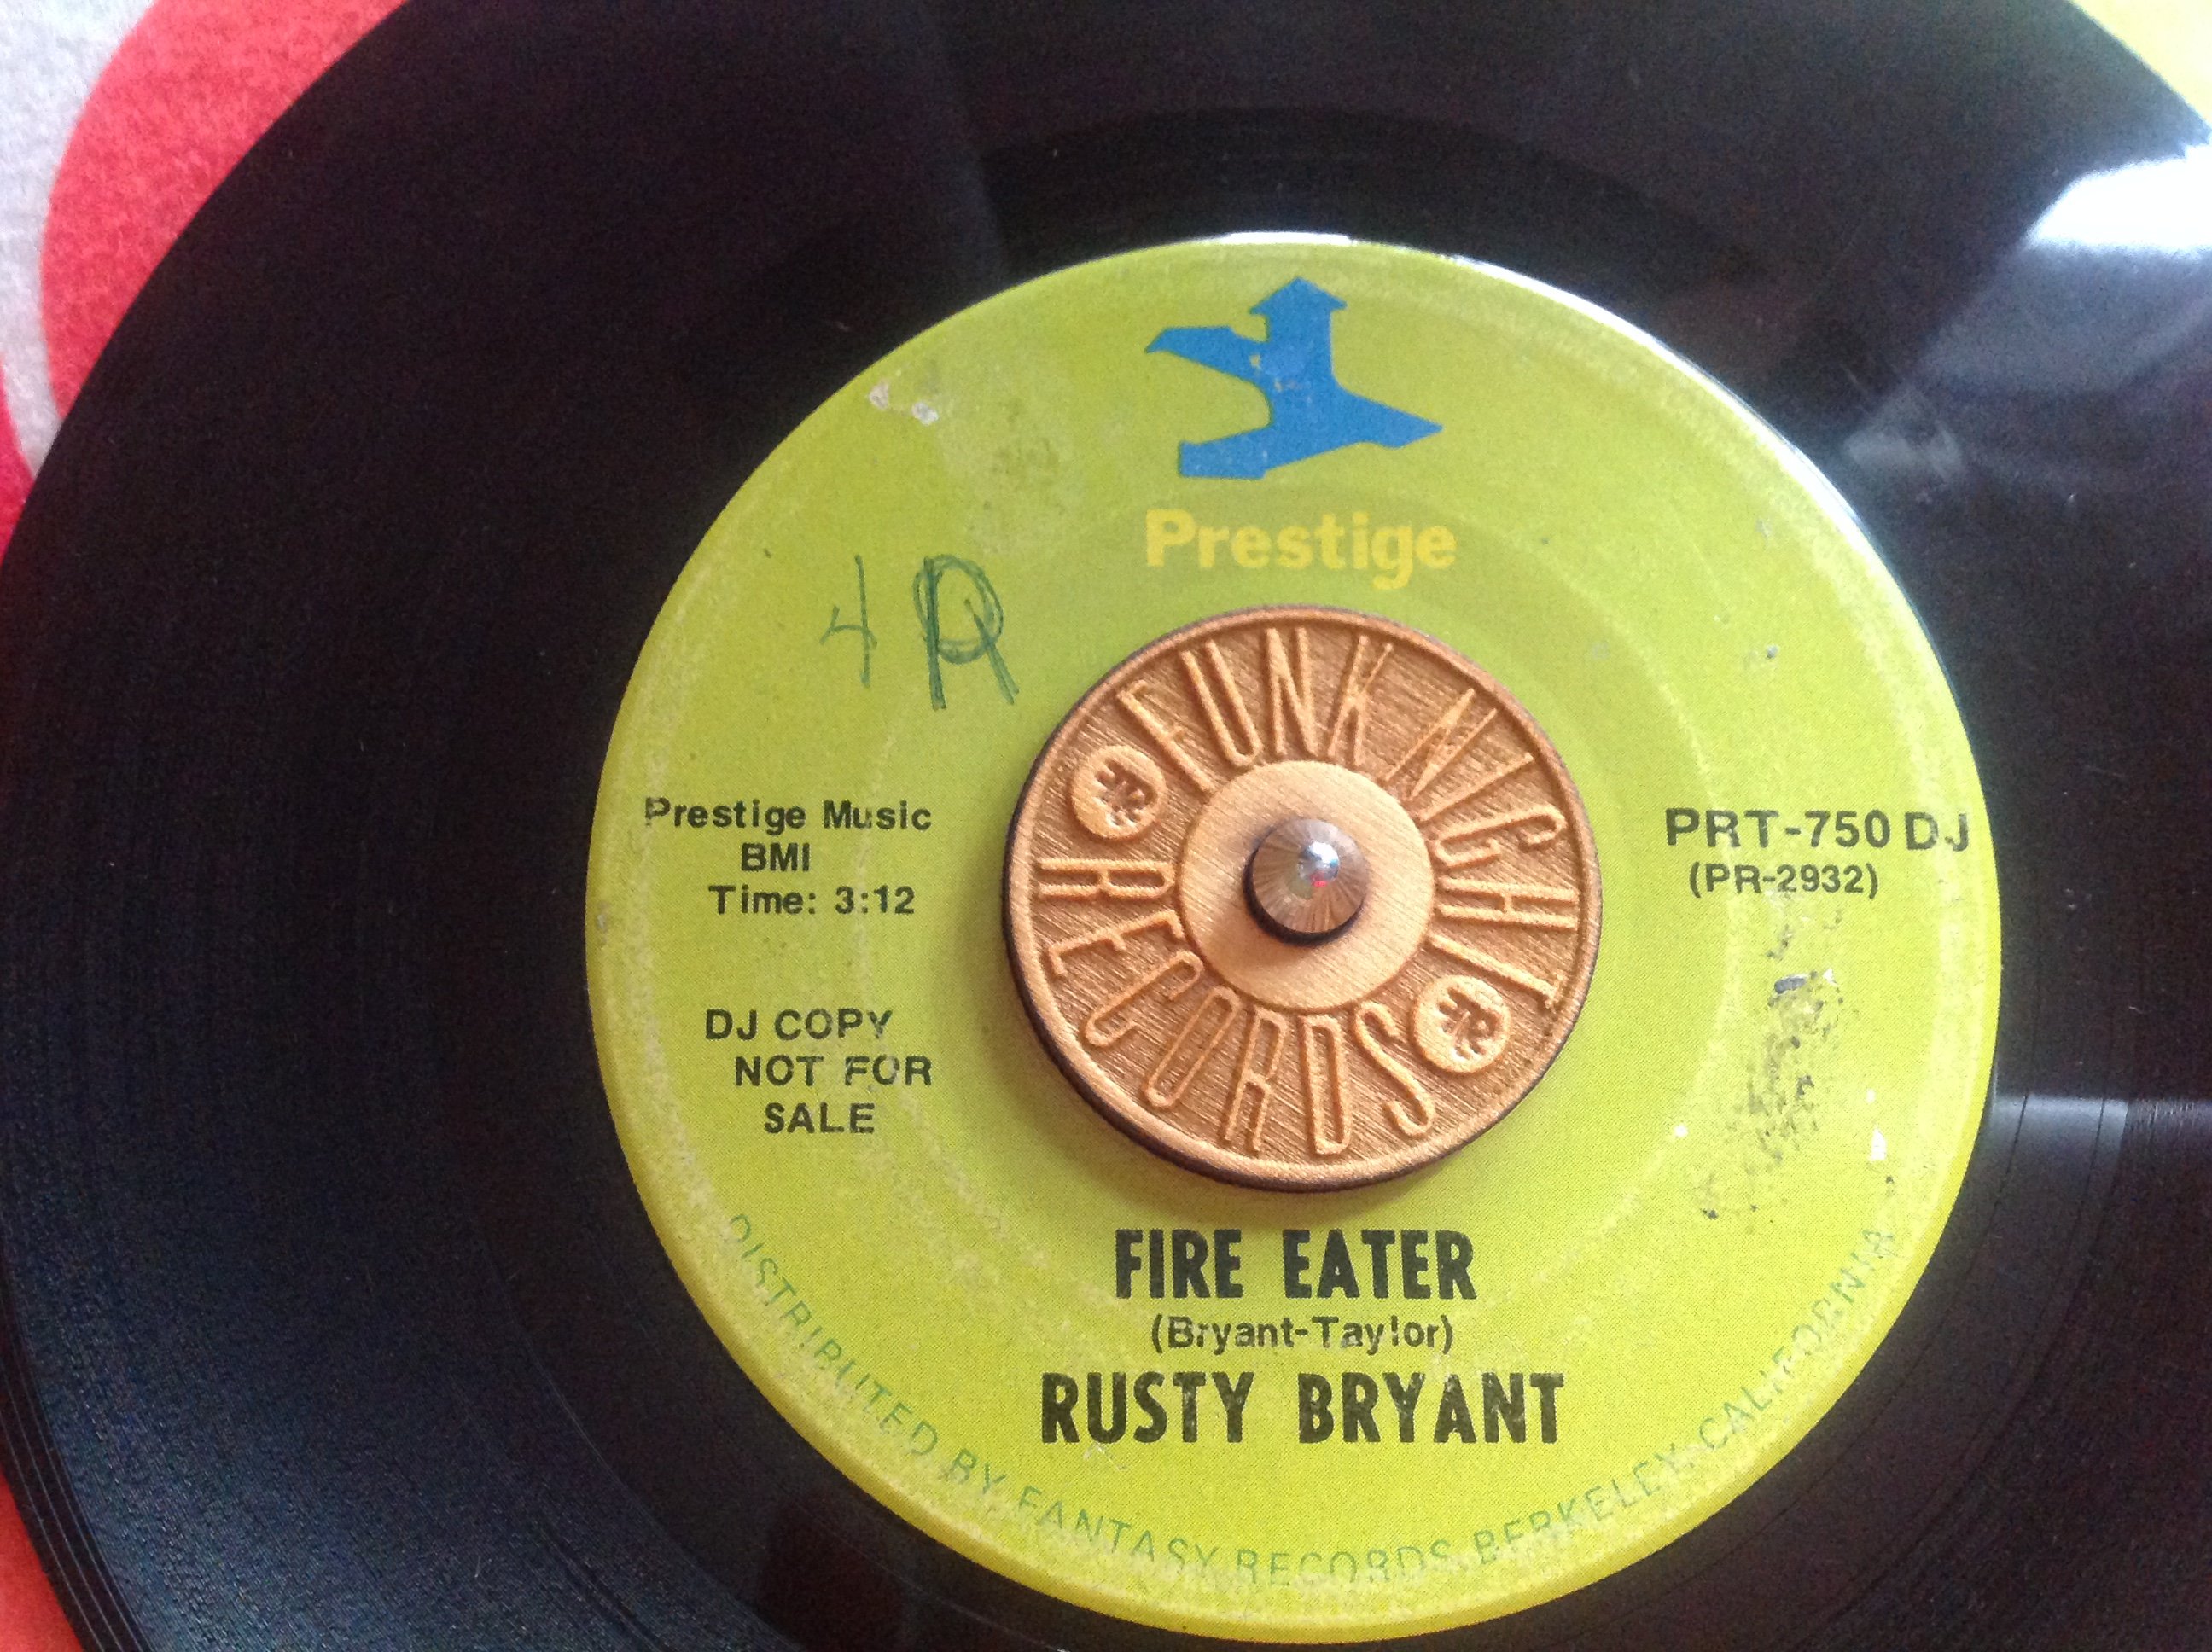 Prestige
4 R
FUNK NIGHT
RECORDS
Prestige Music
BMI
Time: 3:12
PRT-750 DJ
(PR-2932)
DJ COPY
NOT FOR
SALE
FIRE EATER
(Bryant-Taylor)
RUSTY BRYANT
DISTRIBUTED BY FANTASY RECORDS, BERKELEY, CALIFORNIA